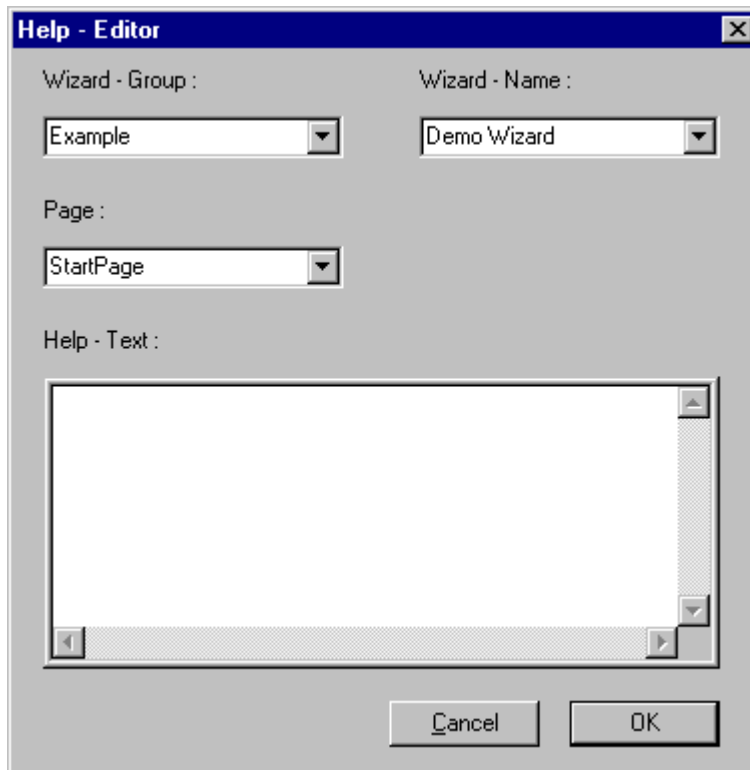 Help - Editor
Wizard - Group :
Wizard - Name :
Example
Demo Wizard
Page :
StartPage
Help - Text :
Cancel
OK